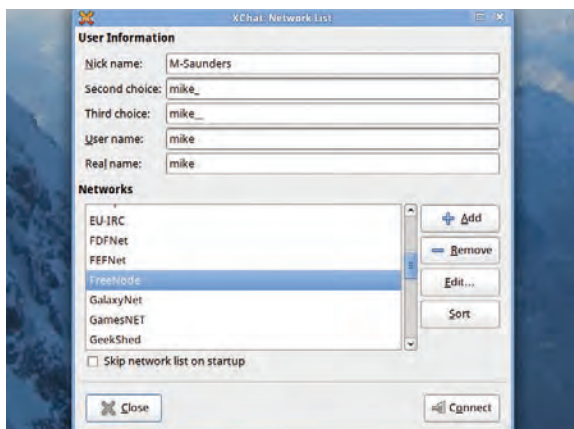 XChat: Network List
User Information
Nick name: M-Saunders
Second choice: mike_
Third choice: mike__
User name: mike
Real name: mike
Networks
EU-IRC
FDFNet
FEFNet
FreeNode
GalaxyNet
GamesNET
GeekShed
Add
Remove
Edit...
Sort
Skip network list on startup
Close
Connect